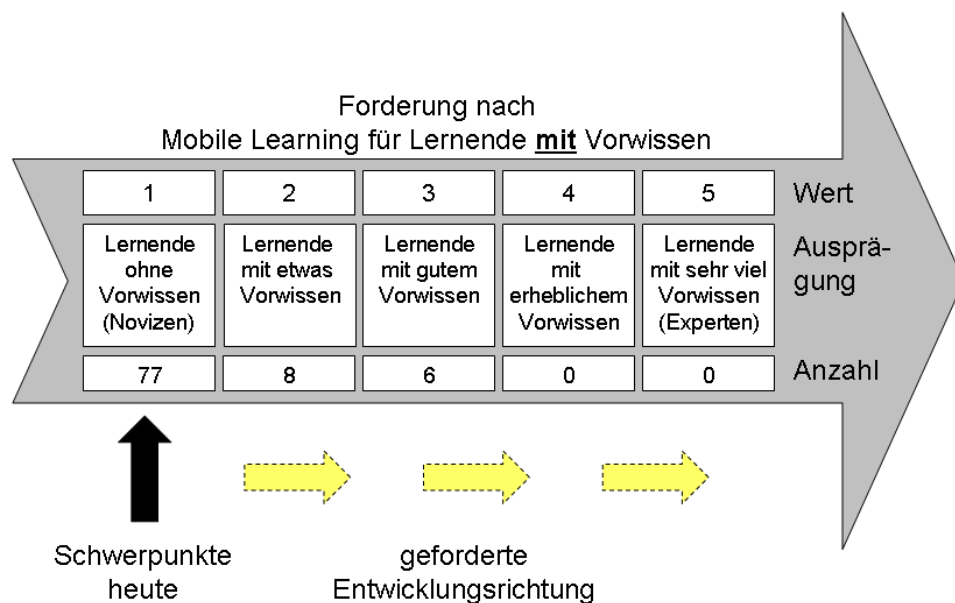 Forderung nach
Mobile Learning für Lernende mit Vorwissen
1
2
3
4
5
Wert
Lernende
ohne
Vorwissen
(Novizen)
Lernende
mit etwas
Vorwissen
Lernende
mit gutem
Vorwissen
Lernende
mit
erheblichem
Vorwissen
Lernende
mit sehr viel
Vorwissen
(Experten)
Ausprä-
gung
77
8
6
0
0
Anzahl
Schwerpunkte
heute
geforderte
Entwicklungsrichtung